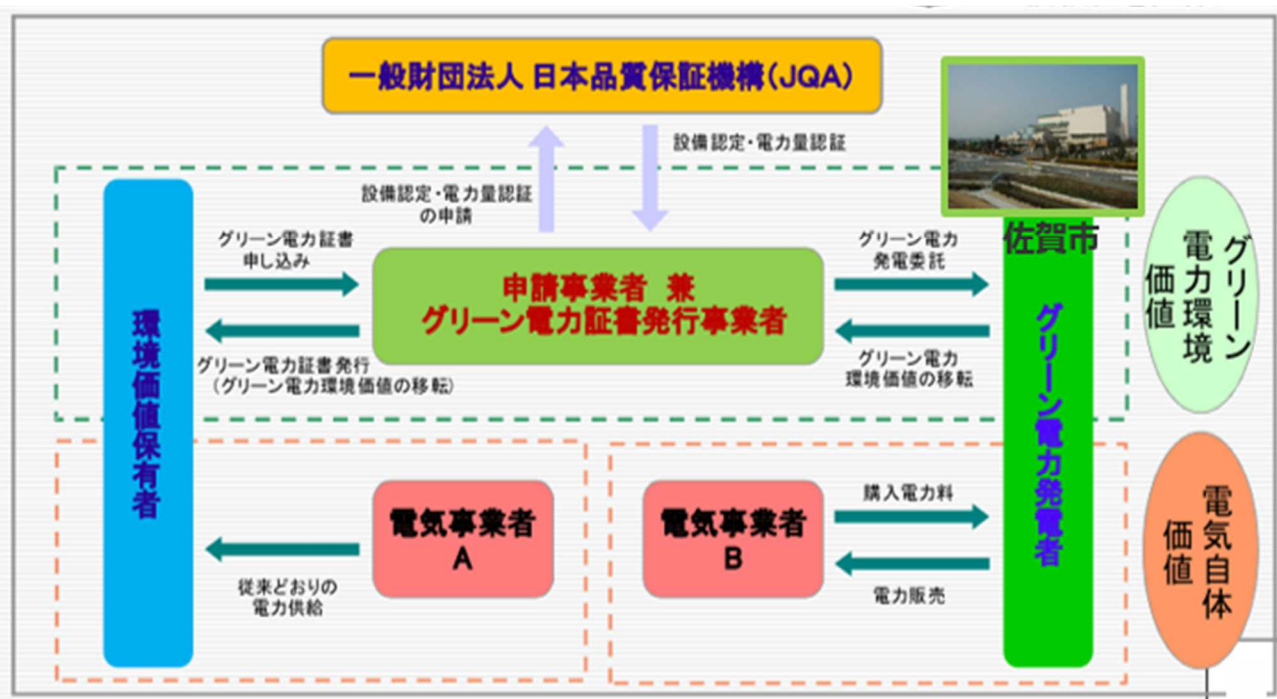 一般財団法人 日本品質保証機構(JQA)
設備認定・電力量認証
設備認定・電力量認証
の申請
グリーン電力証書
申し込み
申請事業者 兼
グリーン電力証書発行事業者
グリーン電力
発電委託
佐賀市
グリーン電力証書発行
(グリーン電力環境価値の移転)
グリーン電力
環境価値の移転
環境価値保有者
グリーン電力発電者
グリーン
電力環境
価値
電気事業者
A
従来どおりの
電力供給
電気事業者
B
購入電力料
電力販売
電気自体
価値